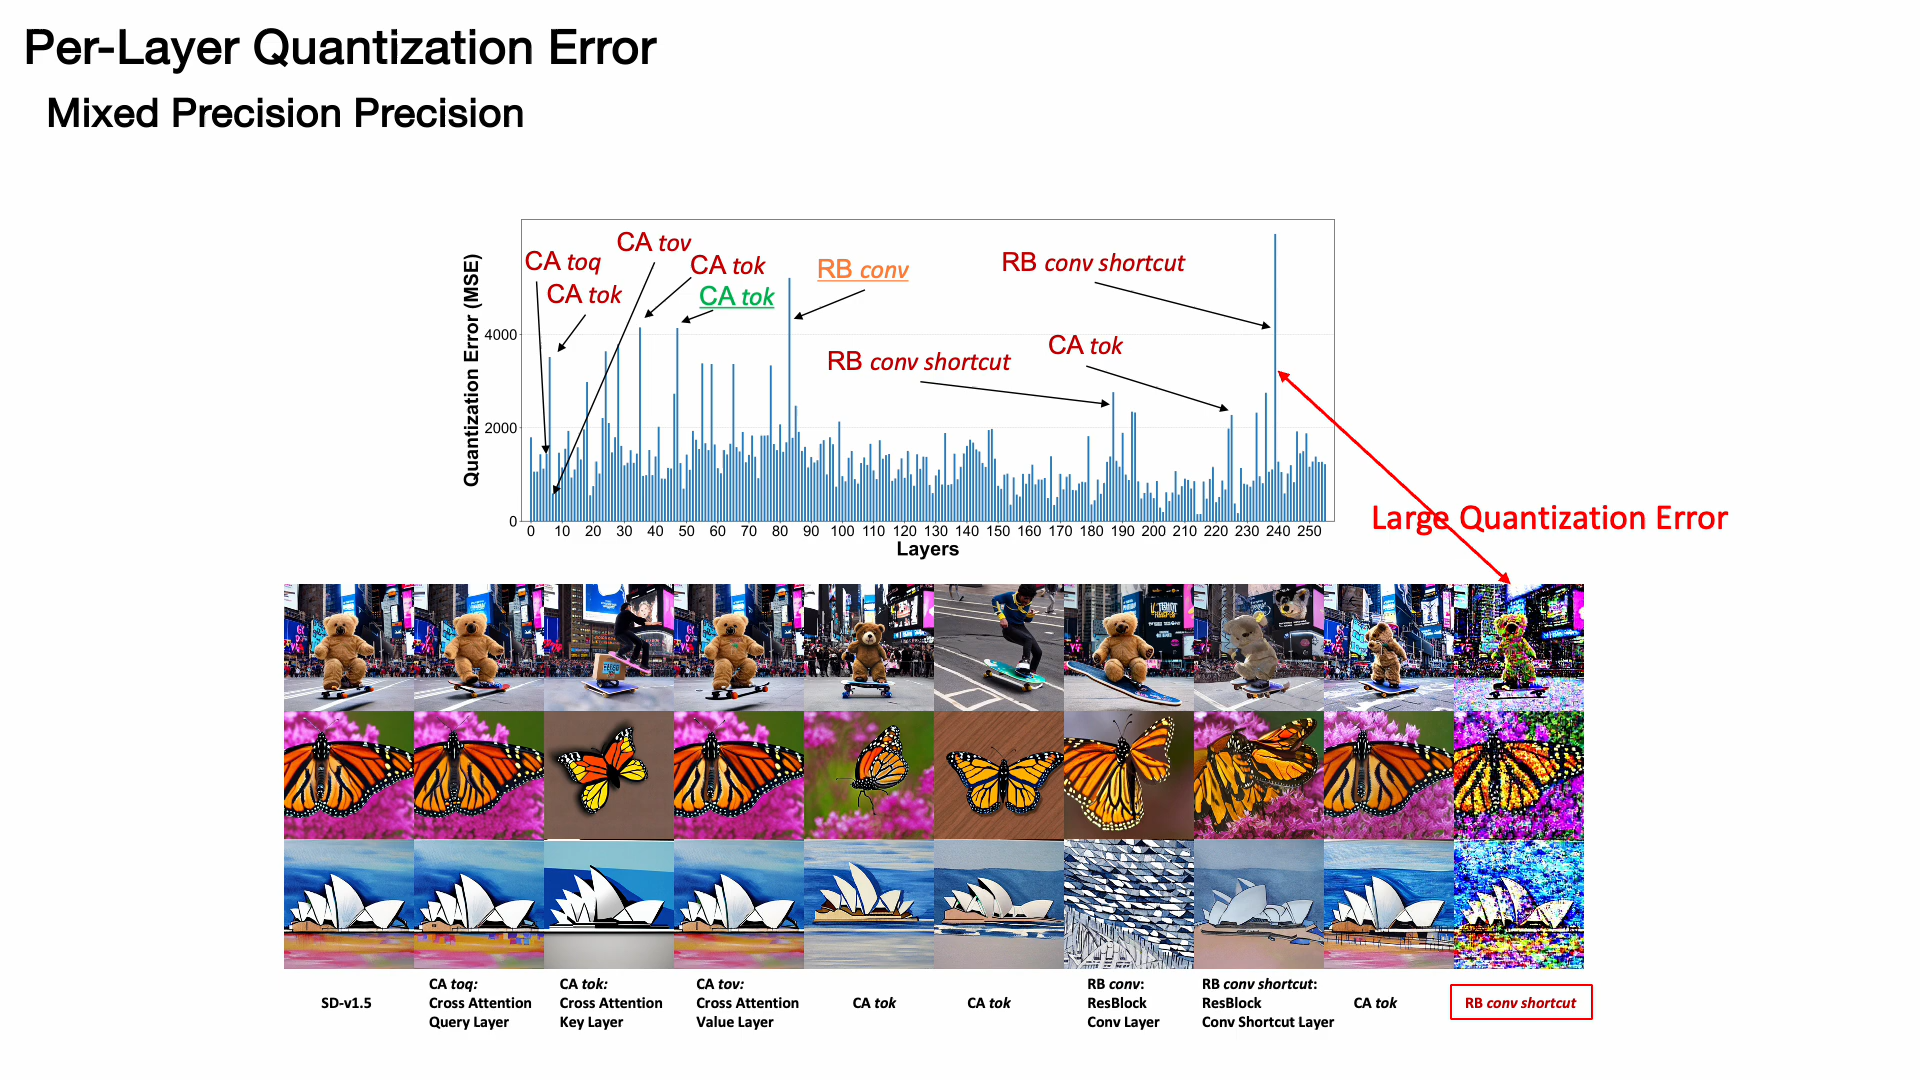 Per-Layer Quantization Error
Mixed Precision Precision
CA tov
CA toq
CA tok
CA tok
CA tok
RB conv
RB conv shortcut
RB conv shortcut
CA tok
Quantization Error (MSE)
4000
2000
0
0 10 20 30 40 50 60 70 80 90 100 110 120 130 140 150 160 170 180 190 200 210 220 230 240 250
Layers
Large Quantization Error
SD-v1.5
CA toq:
Cross Attention
Query Layer
CA tok:
Cross Attention
Key Layer
CA tov:
Cross Attention
Value Layer
CA tok
CA tok
RB conv:
ResBlock
Conv Layer
RB conv shortcut:
ResBlock
Conv Shortcut Layer
CA tok
RB conv shortcut